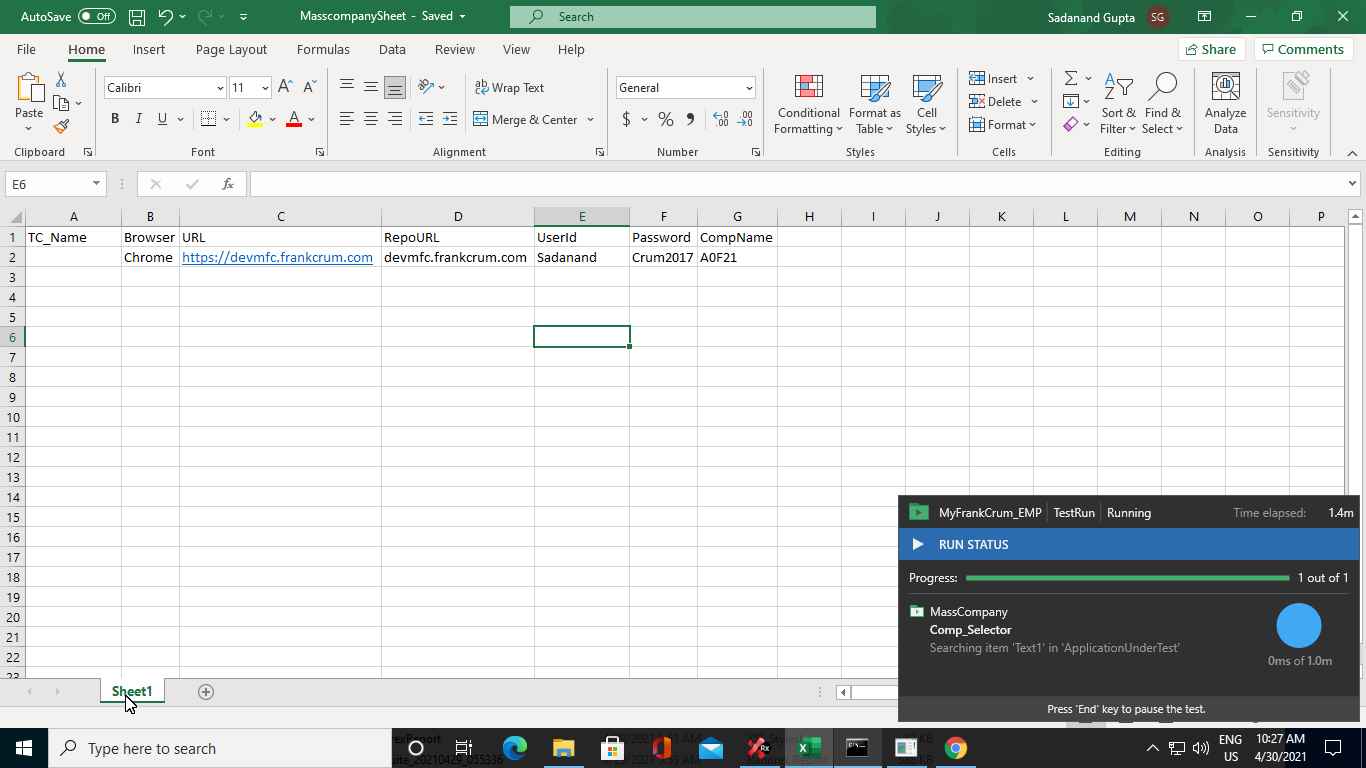 AutoSave Off MasscompanySheet - Saved Search Sadanand Gupta SG
File Home Insert Page Layout Formulas Data Review View Help Share Comments
Paste Calibri 11 Wrap Text General Insert Delete Format
B I U Merge & Center $ % Conditional Formatting Format as Table Cell Styles Sort & Filter Find & Select Analyze Data Sensitivity
Clipboard Font Alignment Number Styles Cells Editing Analysis Sensitivity
E6 fx
A B C D E F G H I J K L M N O P
1 TC_Name Browser URL RepoURL UserId Password CompName
2 Chrome https://devmfc.frankcrum.com devmfc.frankcrum.com Sadanand Crum2017 A0F21
3
4
5
6
7
8
9
10
11
12
13
14
15
16
17
18
19
20
21
22
23
MyFrankCrum_EMP TestRun Running Time elapsed: 1.4m
RUN STATUS
Progress: 1 out of 1
MassCompany
Comp_Selector
Searching item 'Text1' in 'ApplicationUnderTest'
0ms of 1.0m
Press 'End' key to pause the test.
Sheet1
Type here to search
ENG
US
10:27 AM
4/30/2021